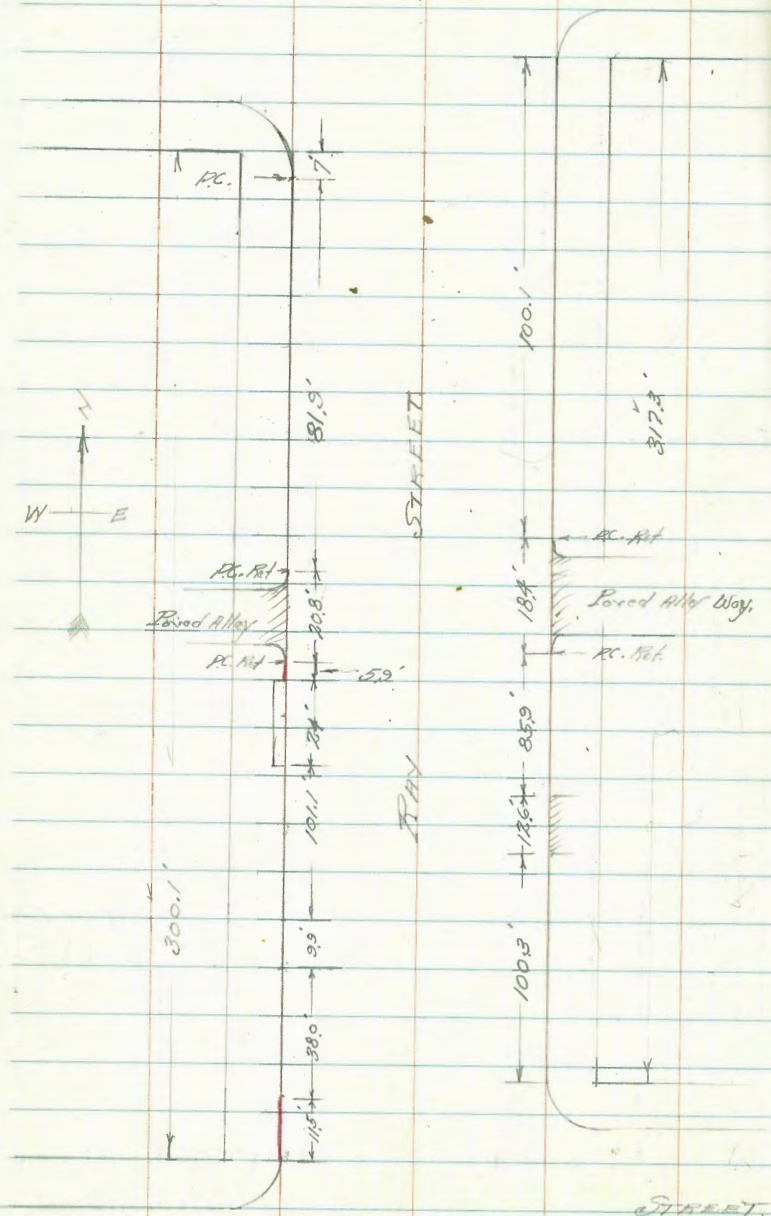 7'
P.C.
100.1'
317.3'
81.9'
STREET
N
W
E
P.C. Ret
P.C. Ret
20.8'
18.4'
Paved Alley
Paved Alley Way.
P.C. Ret
P.C. Ret.
5.9'
24'
85.9'
RAY
101.1'
12.6'
300.1'
9.9'
100.3'
38.0'
11.5'
STREET.